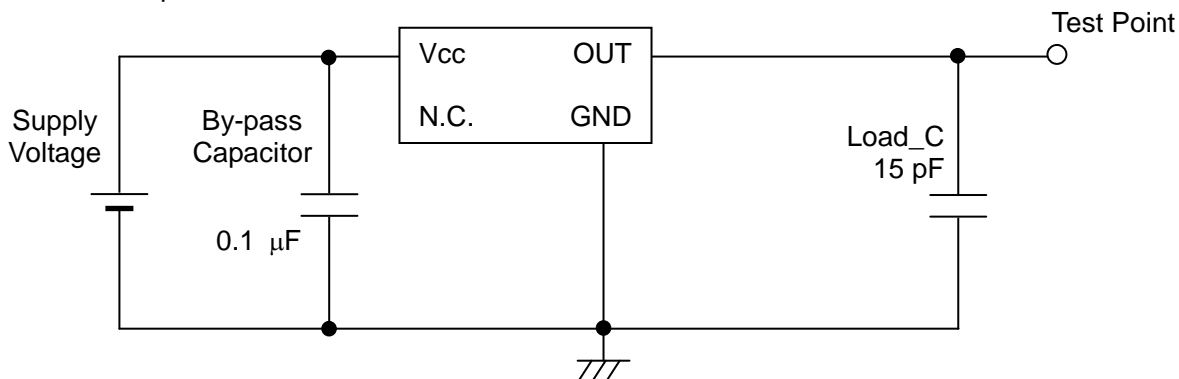 Test Point
Vcc OUT
N.C. GND
Supply
Voltage
By-pass
Capacitor
0.1 μF
Load_C
15 pF